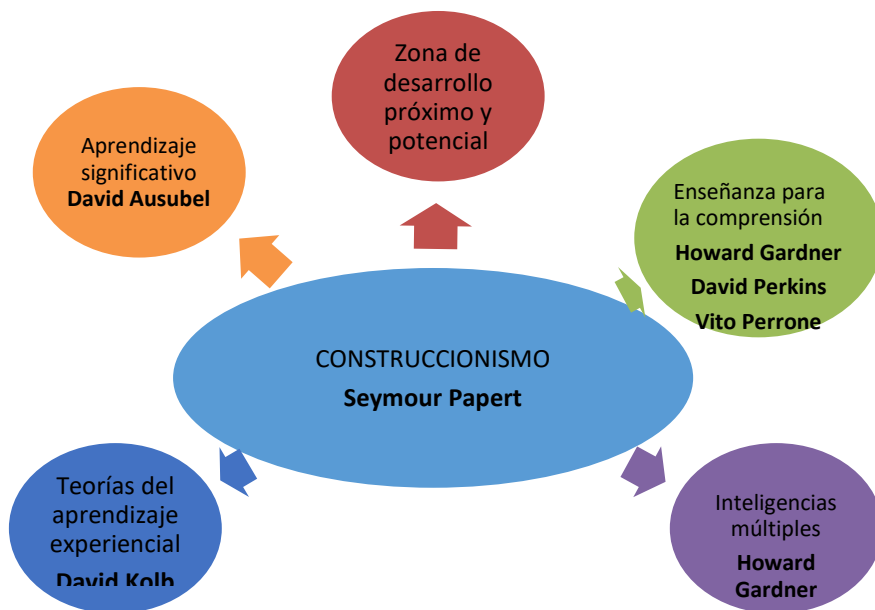 Zona de
desarrollo
próximo y
potencial
Aprendizaje
significativo
David Ausubel
Enseñanza para
la comprensión
Howard Gardner
David Perkins
Vito Perrone
CONSTRUCCIONISMO
Seymour Papert
Teorías del
aprendizaje
experiencial
David Kolb
Inteligencias
múltiples
Howard
Gardner